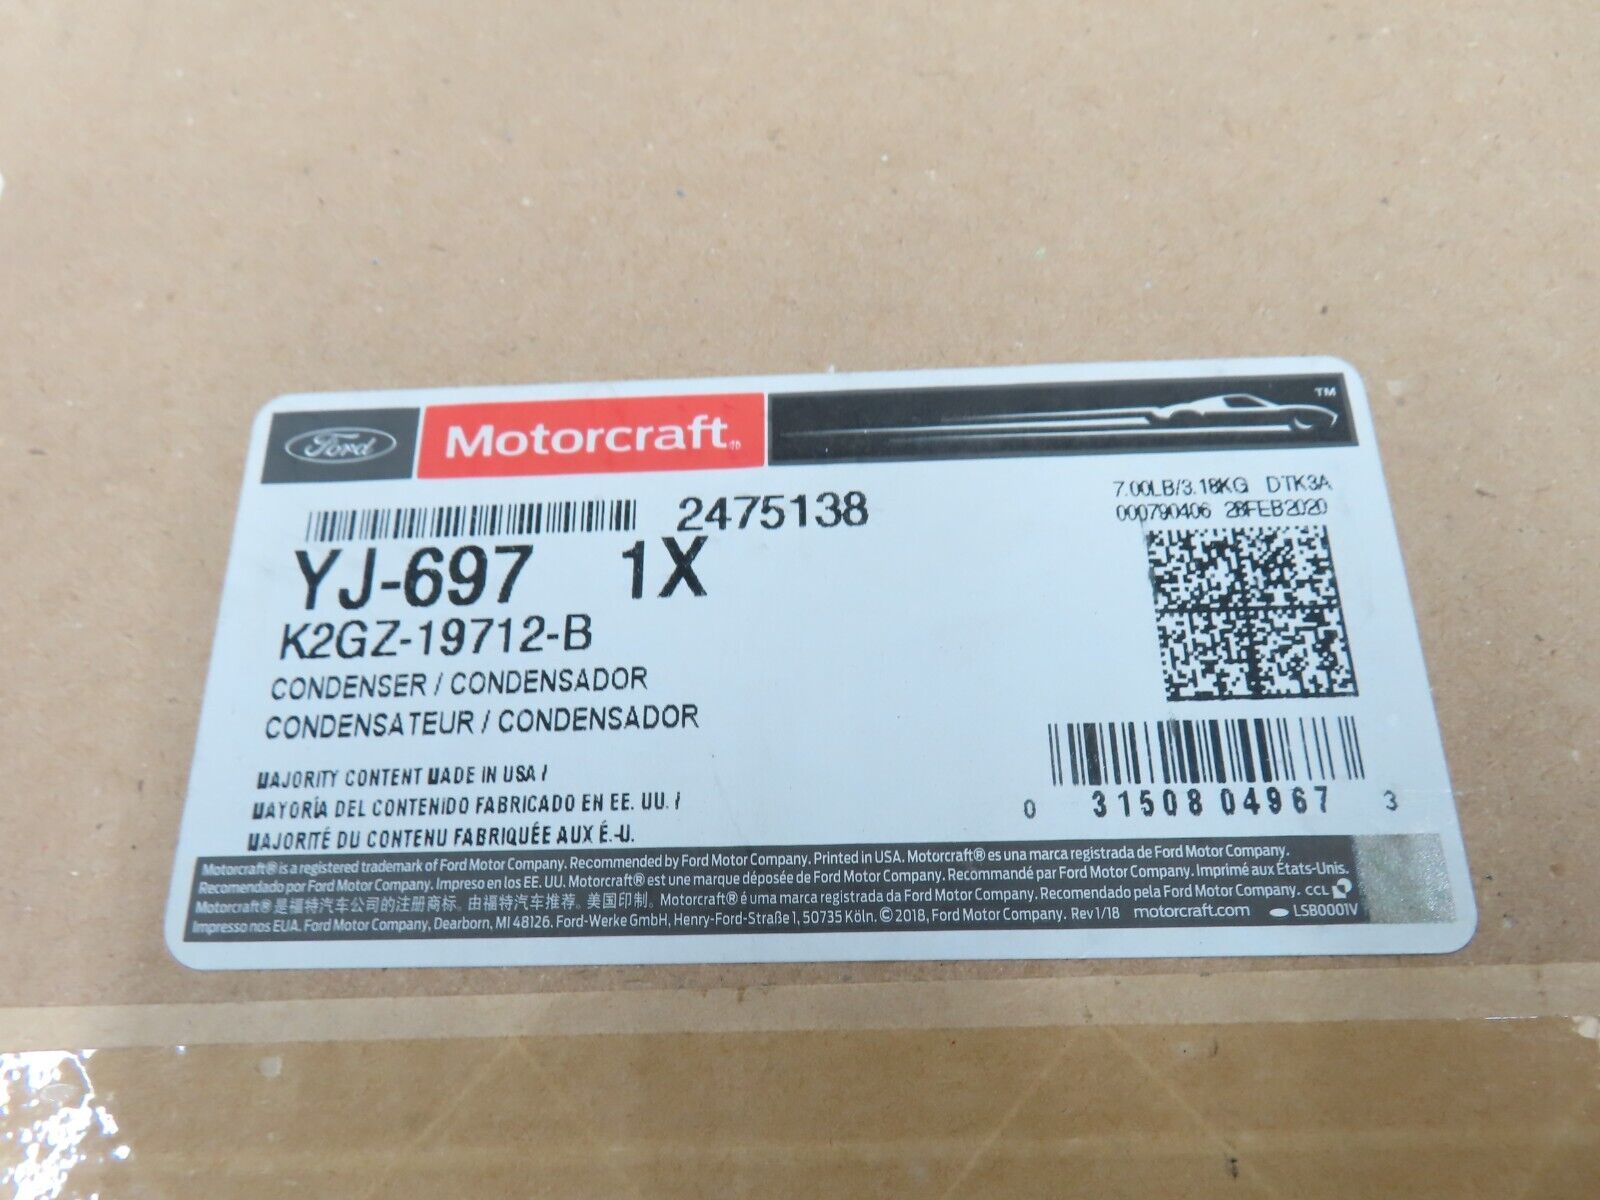 Ford Motorcraft® TM
7.00LB/3.18KG DTK3A
000790406 28FEB2020
2475138
YJ-697 1X
K2GZ-19712-B
CONDENSER / CONDENSADOR
CONDENSATEUR / CONDENSADOR
MAJORITY CONTENT MADE IN USA /
MAYORÍA DEL CONTENIDO FABRICADO EN EE. UU. /
MAJORITÉ DU CONTENU FABRIQUÉE AUX É.-U.
0 31508 04967 3
Motorcraft® is a registered trademark of Ford Motor Company. Recommended by Ford Motor Company. Printed in USA. Motorcraft® es una marca registrada de Ford Motor Company.
Recomendado por Ford Motor Company. Impreso en los EE. UU. Motorcraft® est une marque déposée de Ford Motor Company. Recommandé par Ford Motor Company. Imprimé aux États-Unis.
Motorcraft® 是福特汽车公司的注册商标. 由福特汽车推荐。美国印制。Motorcraft® é uma marca registrada da Ford Motor Company. Recomendado pela Ford Motor Company. CCL
Impresso nos EUA. Ford Motor Company, Dearborn, MI 48126. Ford-Werke GmbH, Henry-Ford-Straße 1, 50735 Köln. © 2018, Ford Motor Company. Rev 1/18 motorcraft.com LSB0001V